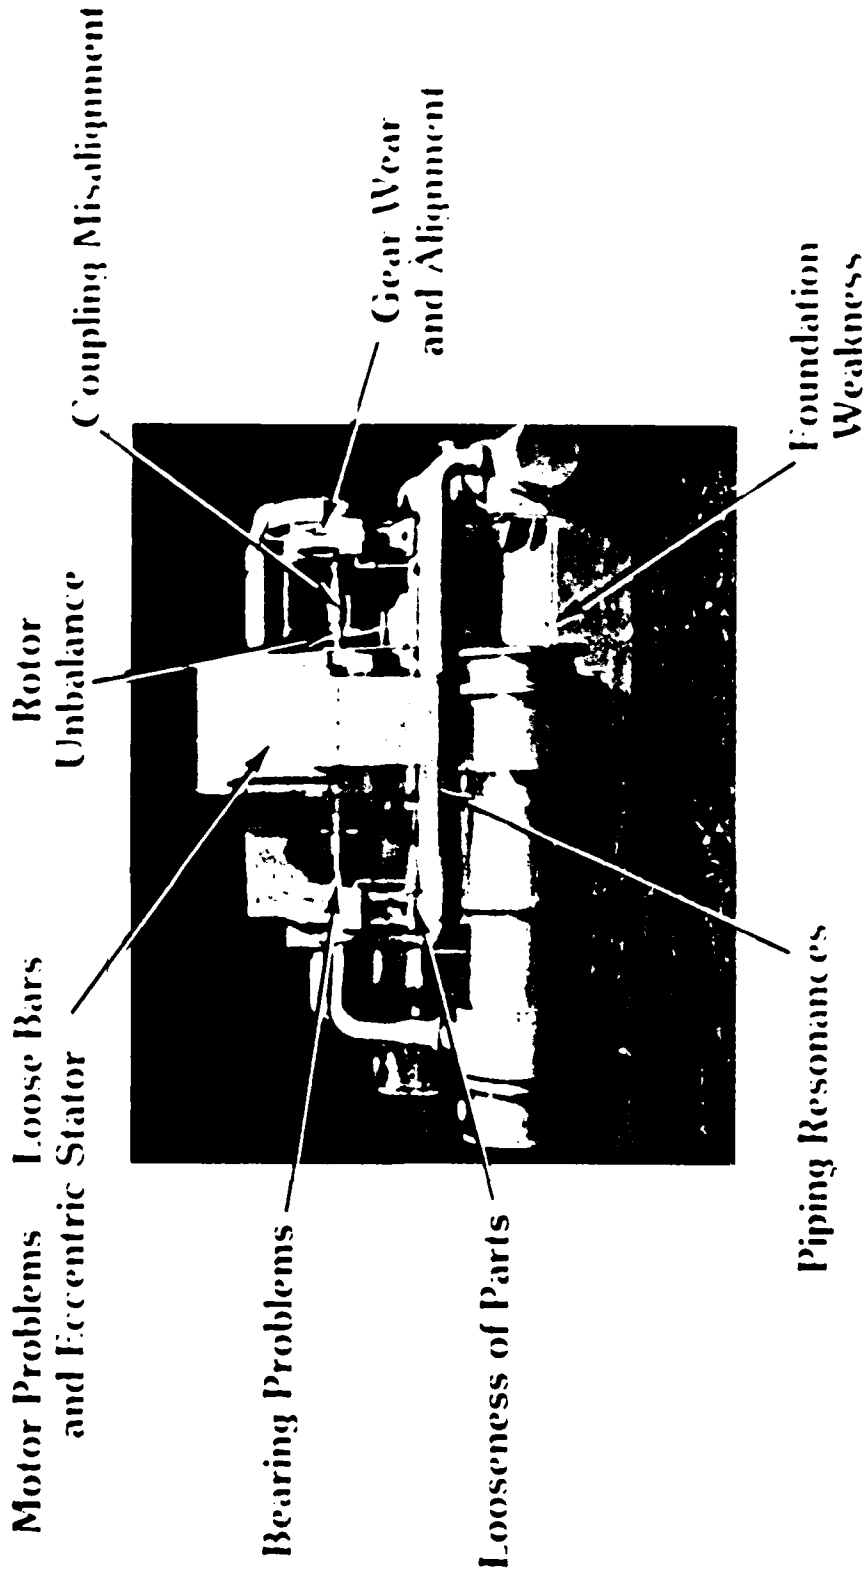 Motor Problems Loose Bars
and Eccentric Stator
Rotor
Unbalance
Coupling Misalignment
Bearing Problems
Gear Wear
and Alignment
Looseness of Parts
Piping Resonances
Foundation
Weakness